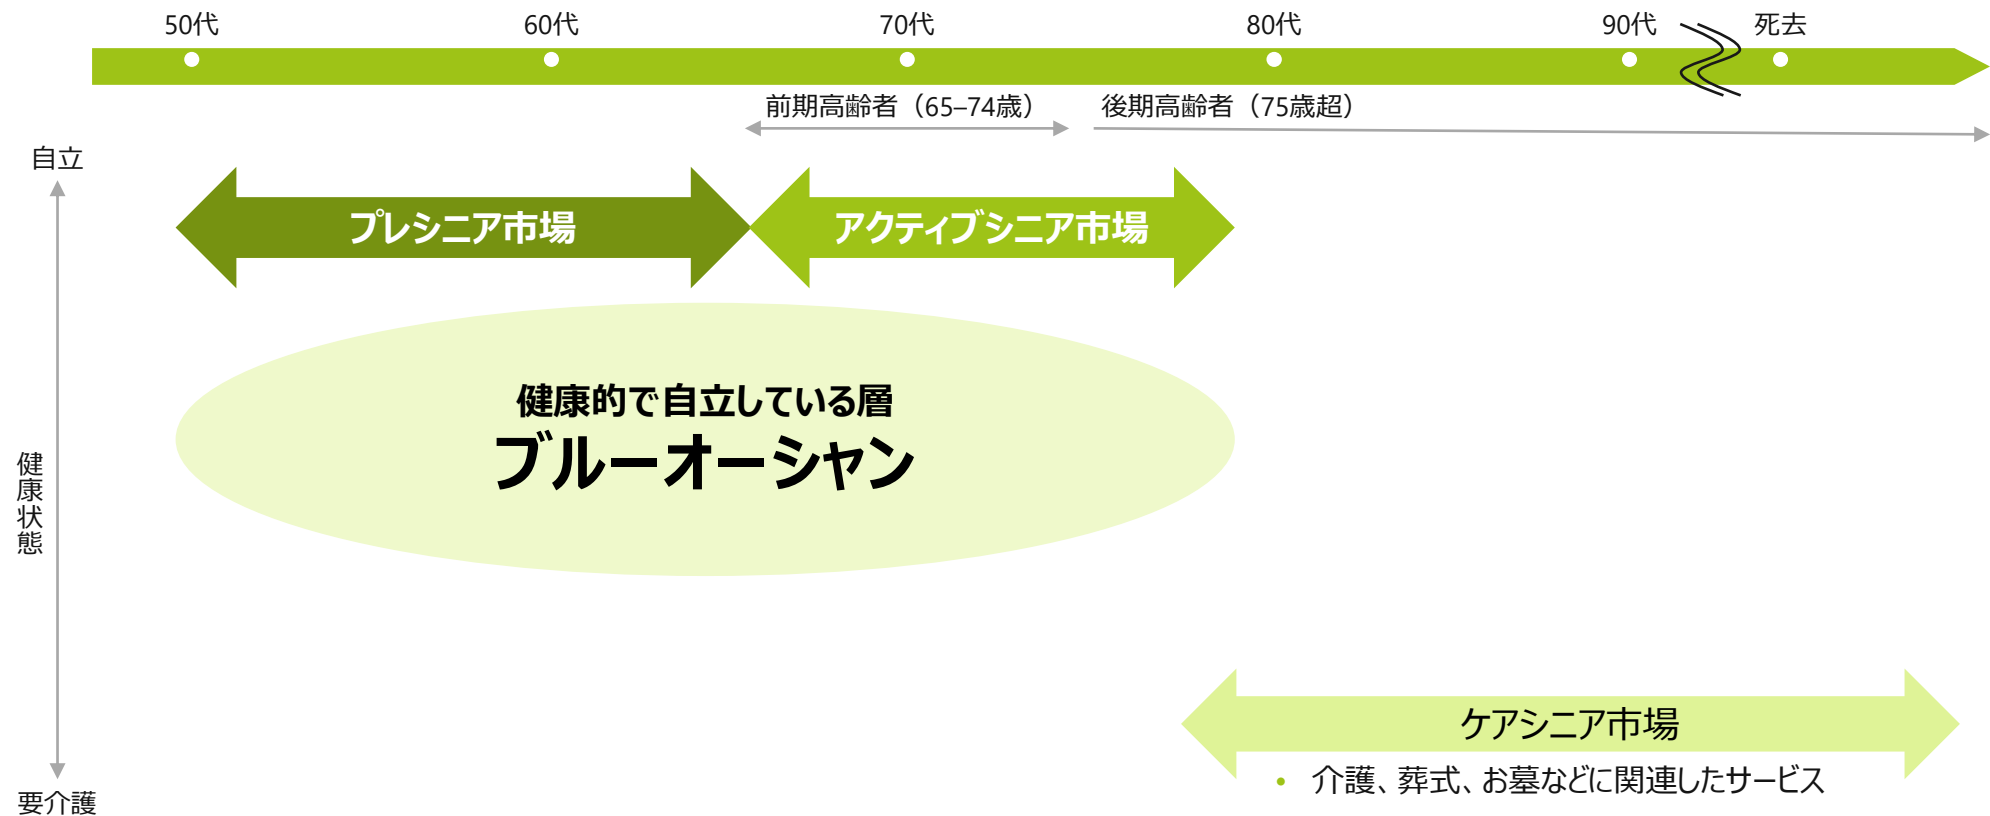 50代
60代
70代
80代
90代
死去
前期高齢者（65–74歳）
後期高齢者（75歳超）
自立
プレシニア市場
アクティブシニア市場
健康的で自立している層
ブルーオーシャン
健康状態
ケアシニア市場
• 介護、葬式、お墓などに関連したサービス
要介護